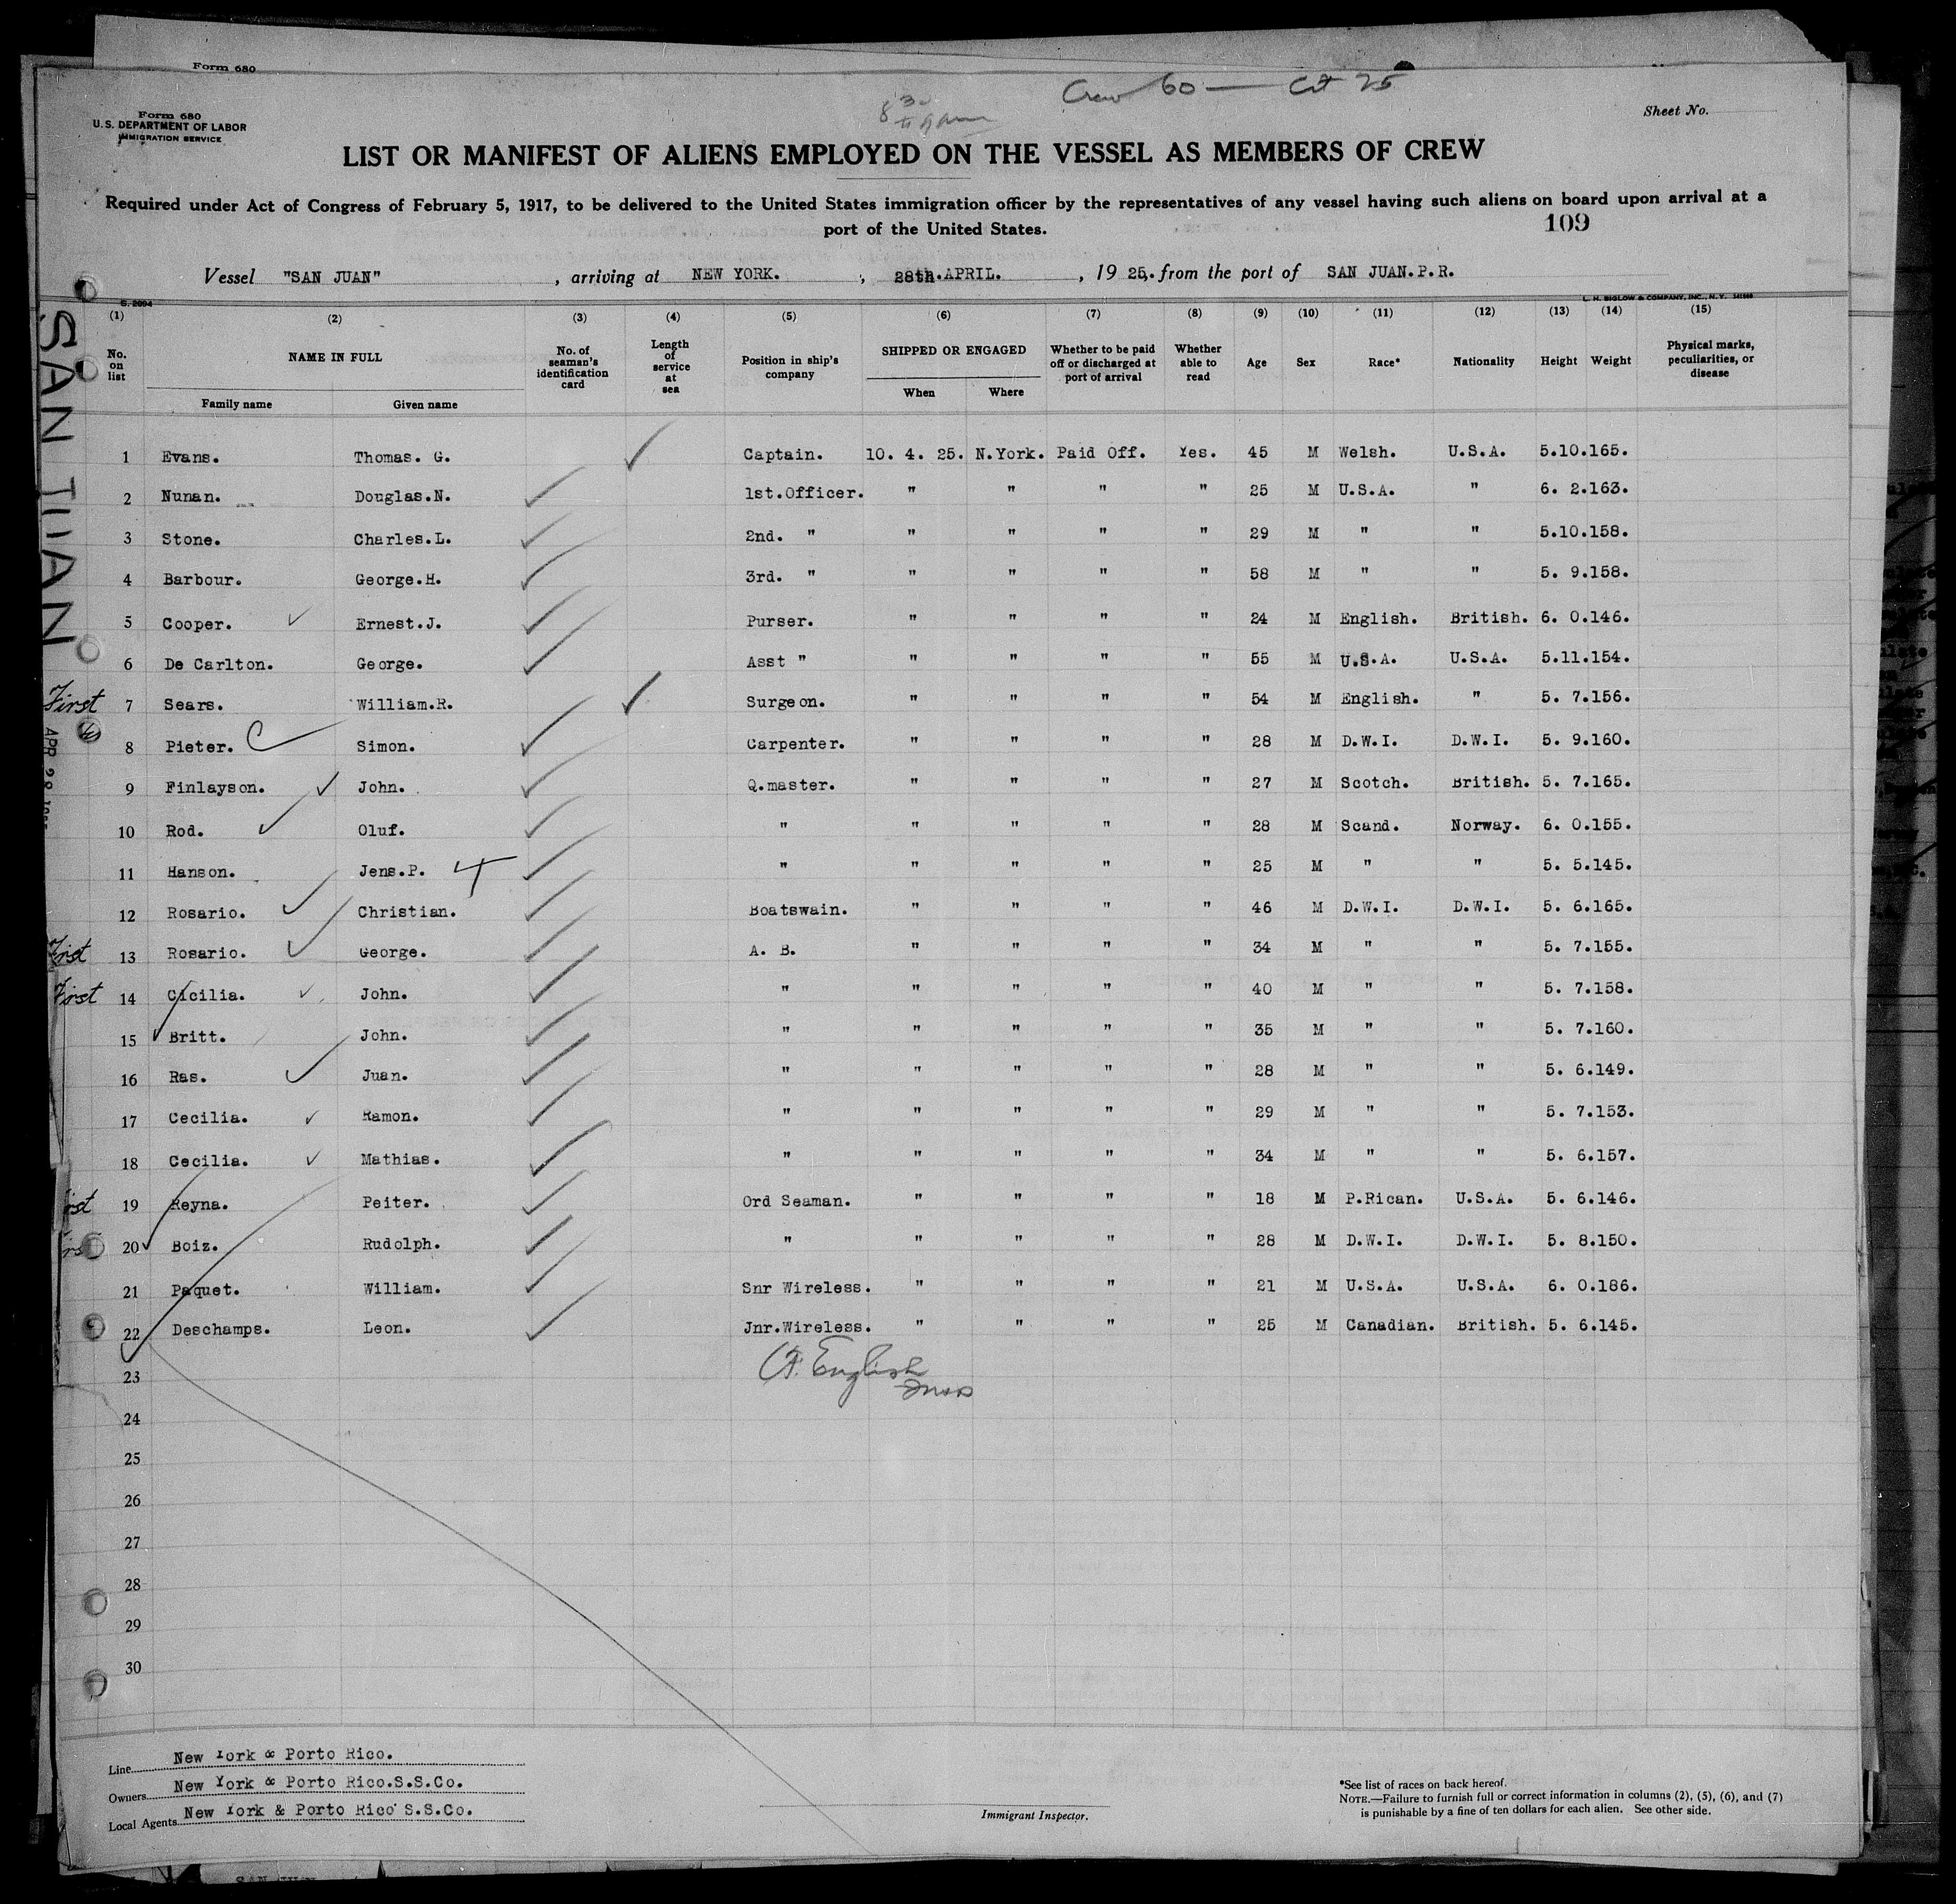 Form 680
Crew 60 — Cit 25
Form 680
U.S. DEPARTMENT OF LABOR
IMMIGRATION SERVICE
Sheet No.
LIST OR MANIFEST OF ALIENS EMPLOYED ON THE VESSEL AS MEMBERS OF CREW
Required under Act of Congress of February 5, 1917, to be delivered to the United States immigration officer by the representatives of any vessel having such aliens on board upon arrival at a
port of the United States.
109
Vessel "SAN JUAN", arriving at NEW YORK., 28th.APRIL., 1925,. from the port of SAN JUAN.P.R.
S. 2094
L. H. BIGLOW & COMPANY, INC., N.Y.
SAN JUAN
(1) (2) (3) (4) (5) (6) (7) (8) (9) (10) (11) (12) (13) (14) (15)
No. on list NAME IN FULL No. of seaman's identification card Length of service at sea Position in ship's company SHIPPED OR ENGAGED Whether to be paid off or discharged at port of arrival Whether able to read Age Sex Race* Nationality Height Weight Physical marks, peculiarities, or disease
Family name Given name When Where
1 Evans. Thomas. G. Captain. 10. 4. 25. N.York. Paid Off. Yes. 45 M Welsh. U.S.A. 5.10.165.
2 Nunan. Douglas.N. 1st.Officer. " " " " 25 M U.S.A. " 6. 2.163.
3 Stone. Charles.L. 2nd. " " " " " 29 M " " 5.10.158.
4 Barbour. George.H. 3rd. " " " " " 58 M " " 5. 9.158.
5 Cooper. Ernest.J. Purser. " " " " 24 M English. British. 6. 0.146.
6 De Carlton. George. Asst " " " " " 55 M U.S.A. U.S.A. 5.11.154.
First 7 Sears. William.R. Surgeon. " " " " 54 M English. " 5. 7.156.
8 Pieter. Simon. Carpenter. " " " " 28 M D.W.I. D.W.I. 5. 9.160.
9 Finlayson. John. Q.master. " " " " 27 M Scotch. British. 5. 7.165.
10 Rod. Oluf. " " " " " 28 M Scand. Norway. 6. 0.155.
11 Hanson. Jens.P. " " " " " 25 M " " 5. 5.145.
12 Rosario. Christian. Boatswain. " " " " 46 M D.W.I. D.W.I. 5. 6.165.
First 13 Rosario. George. A. B. " " " " 34 M " " 5. 7.155.
First 14 Cicilia. John. " " " " " 40 M " " 5. 7.158.
15 Britt. John. " " " " " 35 M " " 5. 7.160.
16 Ras. Juan. " " " " " 28 M " " 5. 6.149.
17 Cecilia. Ramon. " " " " " 29 M " " 5. 7.153.
18 Cecilia. Mathias. " " " " " 34 M " " 5. 6.157.
19 Reyna. Peiter. Ord Seaman. " " " " 18 M P.Rican. U.S.A. 5. 6.146.
20 Boiz. Rudolph. " " " " " 28 M D.W.I. D.W.I. 5. 8.150.
21 Paquet. William. Snr Wireless. " " " " 21 M U.S.A. U.S.A. 6. 0.186.
22 Deschamps. Leon. Jnr.Wireless. " " " " 25 M Canadian. British. 5. 6.145.
English
23
24
25
26
27
28
29
30
Line New York & Porto Rico.
Owners New York & Porto Rico.S.S.Co.
Local Agents New York & Porto Rico S.S.Co.
Immigrant Inspector.
*See list of races on back hereof.
NOTE.—Failure to furnish full or correct information in columns (2), (5), (6), and (7)
is punishable by a fine of ten dollars for each alien. See other side.